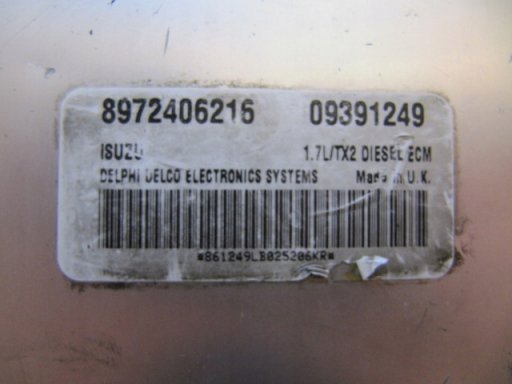 8972406216 09391249
ISUZU 1.7L/TX2 DIESEL ECM
DELPHI DELCO ELECTRONICS SYSTEMS Made in U.K.
*861249LB025206KR*